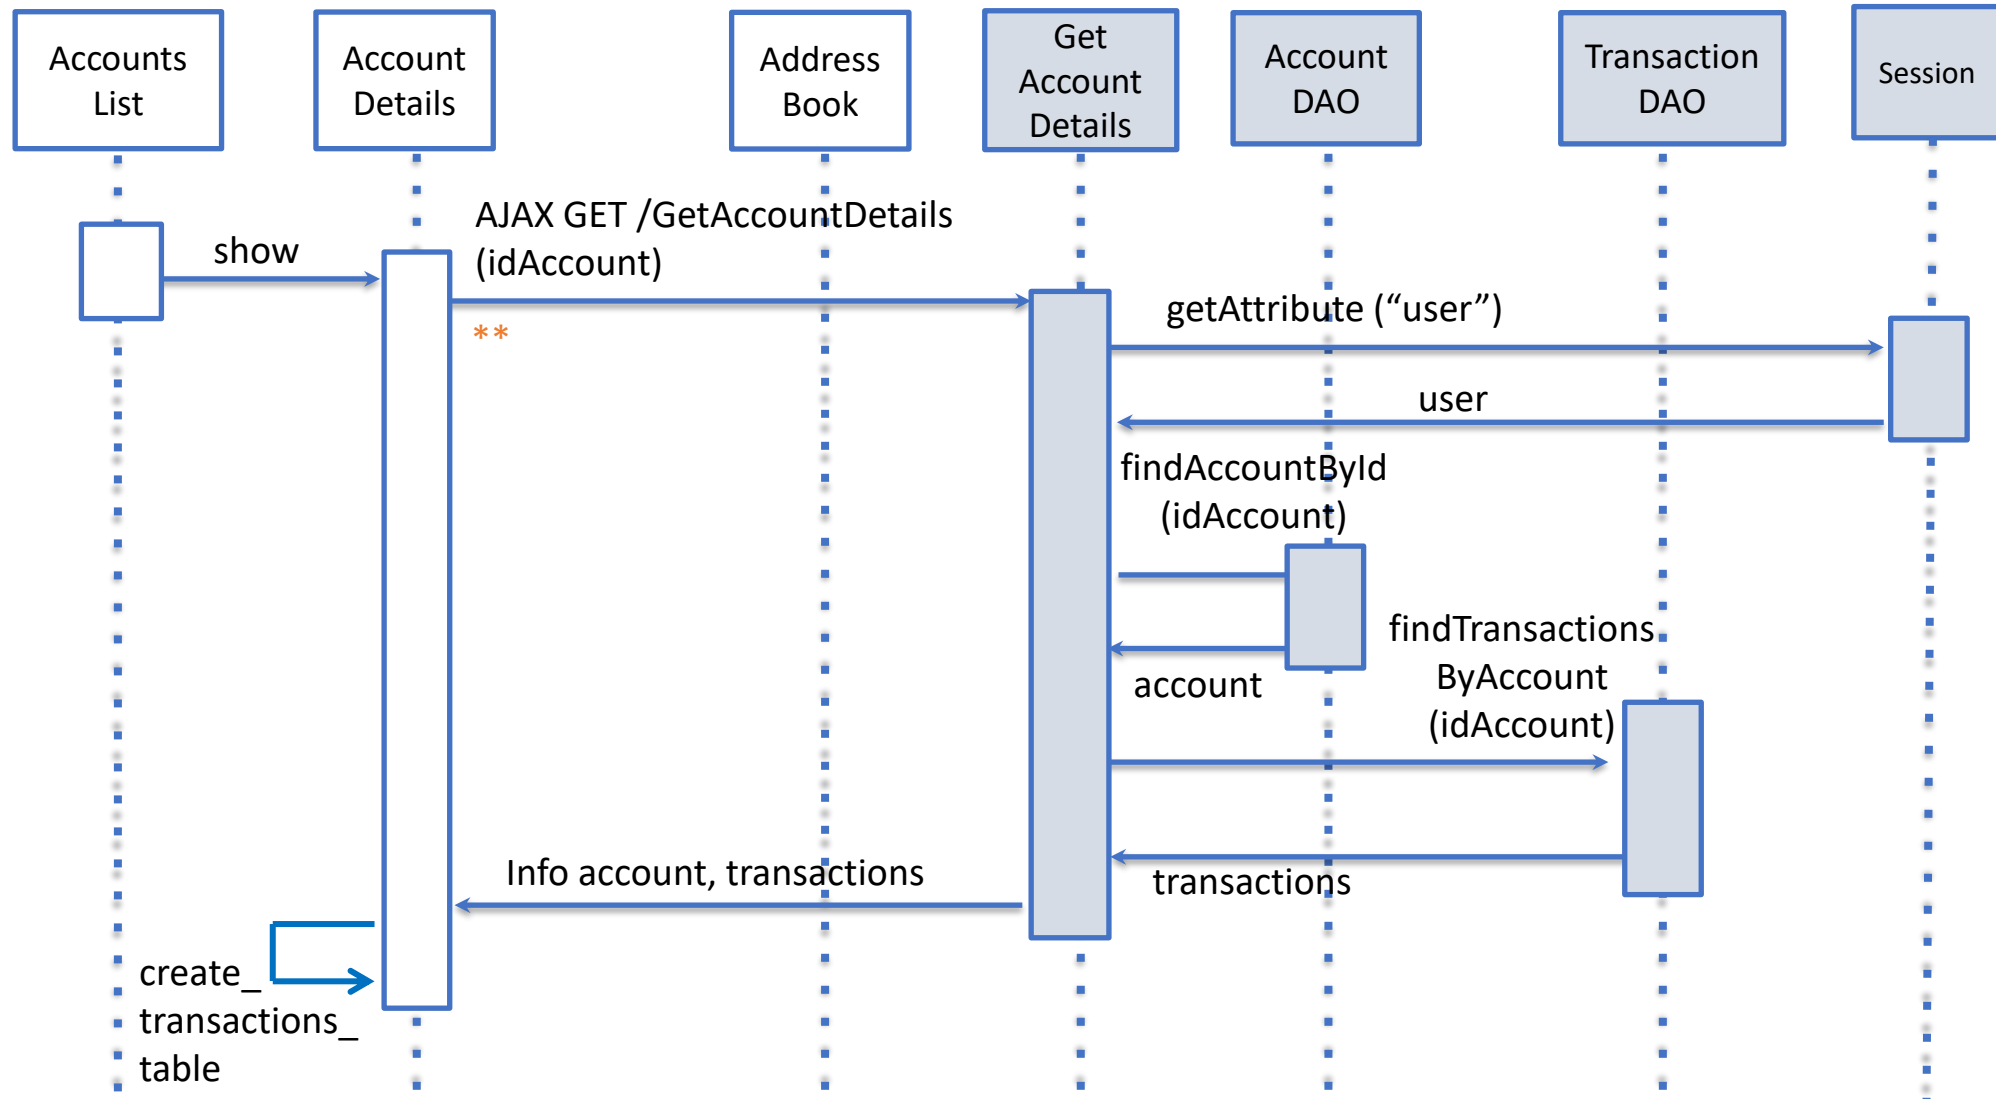 Accounts
List
Account
Details
Address
Book
Get
Account
Details
Account
DAO
Transaction
DAO
Session
AJAX GET /GetAccountDetails
(idAccount)
show
**
getAttribute (“user”)
user
findAccountById
(idAccount)
account
findTransactions
ByAccount
(idAccount)
transactions
Info account, transactions
create_
transactions_
table